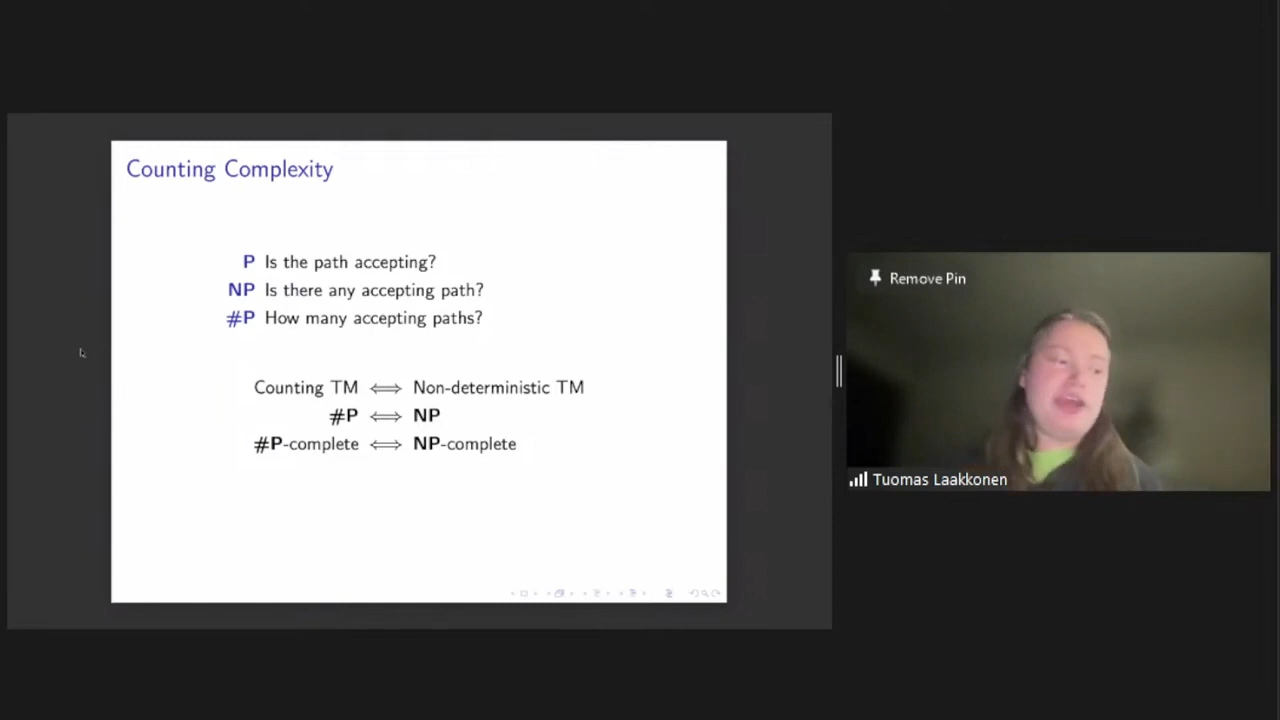 Counting Complexity
P Is the path accepting?
NP Is there any accepting path?
#P How many accepting paths?
Counting TM ⟺ Non-deterministic TM
#P ⟺ NP
#P-complete ⟺ NP-complete
Remove Pin
Tuomas Laakkonen